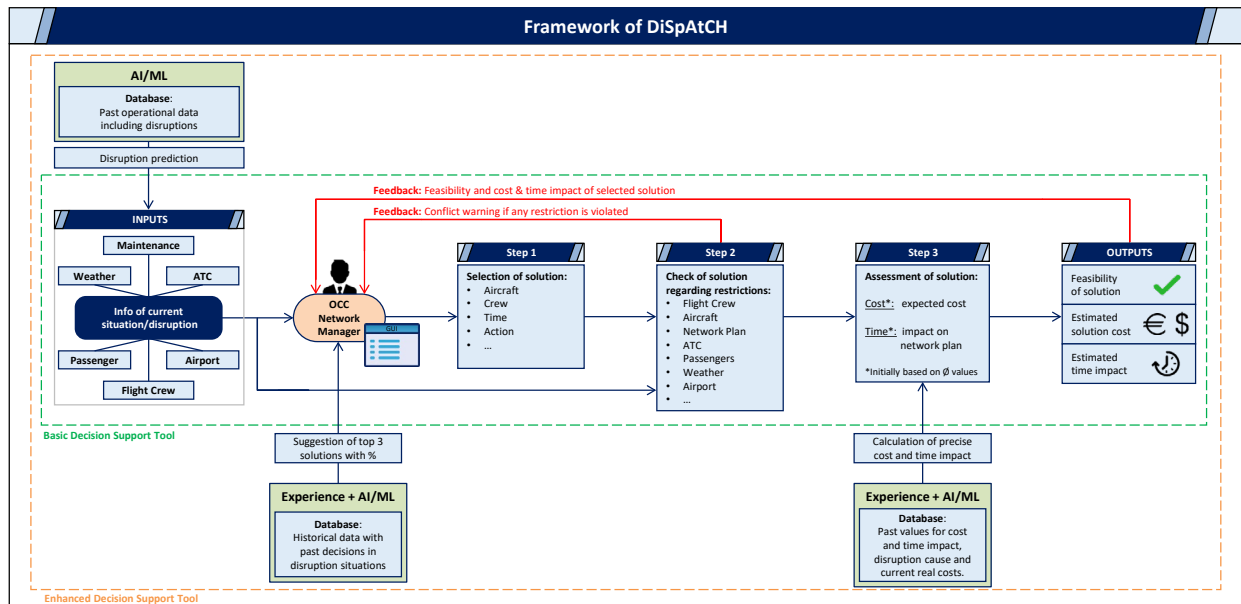 Framework of DiSpAtCH
AI/ML
Database:
Past operational data
including disruptions
Disruption prediction
Feedback: Feasibility and cost & time impact of selected solution
Feedback: Conflict warning if any restriction is violated
INPUTS
Maintenance
Weather
ATC
Info of current
situation/disruption
Passenger
Airport
Flight Crew
OCC
Network
Manager
GUI
Step 1
Selection of solution:
• Aircraft
• Crew
• Time
• Action
• ...
Step 2
Check of solution
regarding restrictions:
• Flight Crew
• Aircraft
• Network Plan
• ATC
• Passengers
• Weather
• Airport
• ...
Step 3
Assessment of solution:
Cost*: expected cost
Time*: impact on
network plan
*Initially based on Ø values
OUTPUTS
Feasibility
of solution
Estimated
solution cost
€ $
Estimated
time impact
Basic Decision Support Tool
Suggestion of top 3
solutions with %
Experience + AI/ML
Database:
Historical data with
past decisions in
disruption situations
Calculation of precise
cost and time impact
Experience + AI/ML
Database:
Past values for cost
and time impact,
disruption cause and
current real costs.
Enhanced Decision Support Tool